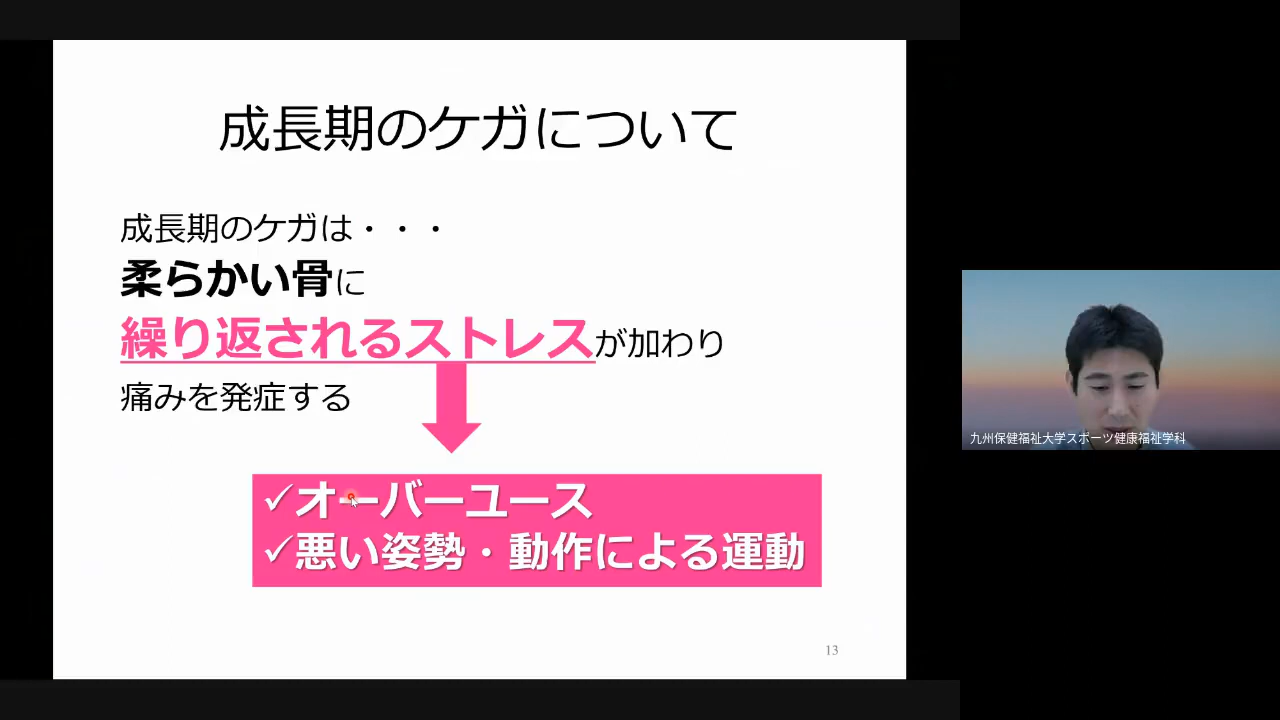 成長期のケガについて
成長期のケガは・・・
柔らかい骨に
繰り返されるストレスが加わり
痛みを発症する
✓オーバーユース
✓悪い姿勢・動作による運動
13
九州保健福祉大学スポーツ健康福祉学科